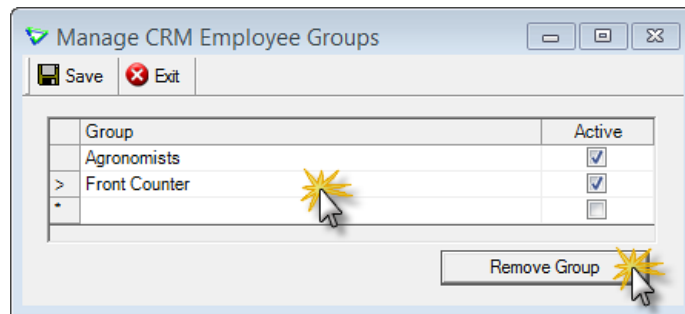 Manage CRM Employee Groups
Save Exit
Group Active
Agronomists
> Front Counter
*
Remove Group